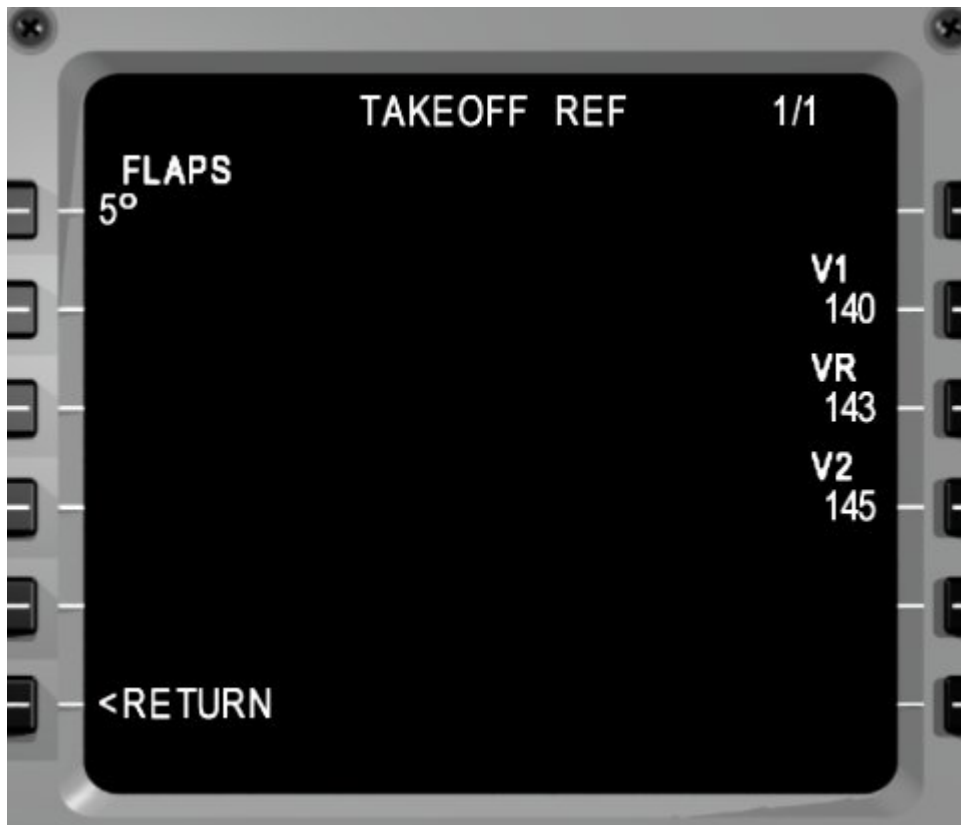 TAKEOFF REF 1/1
FLAPS
5°
V1
140
VR
143
V2
145
<RETURN